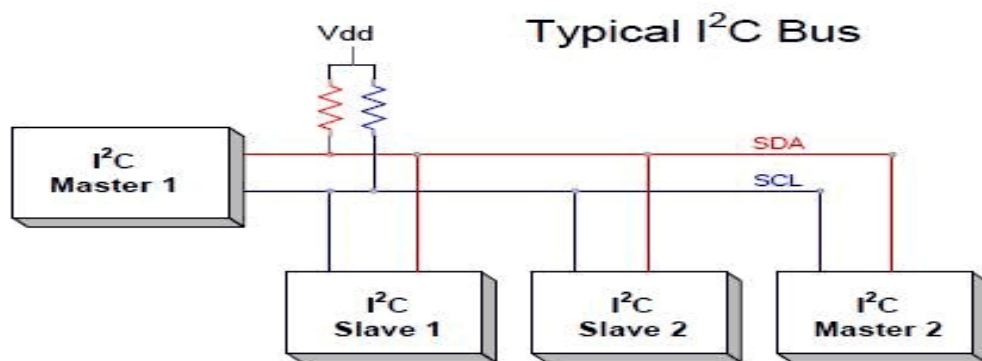 Typical I²C Bus
Vdd
I²C
Master 1
SDA
SCL
I²C
Slave 1
I²C
Slave 2
I²C
Master 2